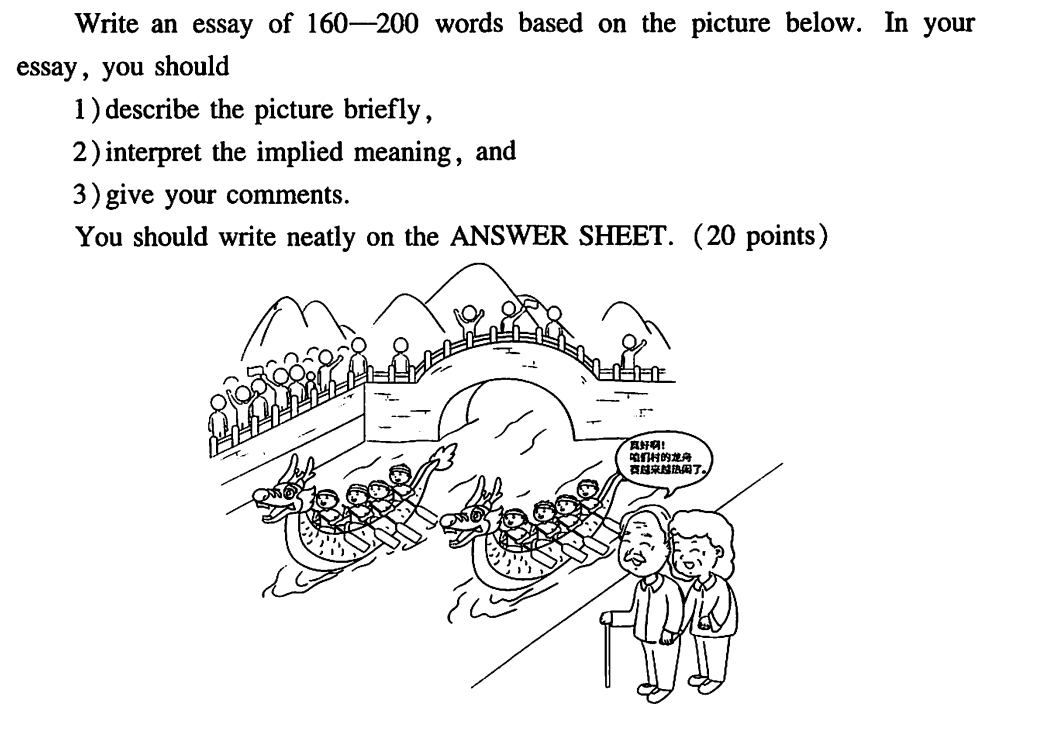 Write an essay of 160—200 words based on the picture below. In your
essay, you should
1) describe the picture briefly,
2) interpret the implied meaning, and
3) give your comments.
You should write neatly on the ANSWER SHEET. (20 points)
真好啊!
咱们村的龙舟
赛越来越热闹了。